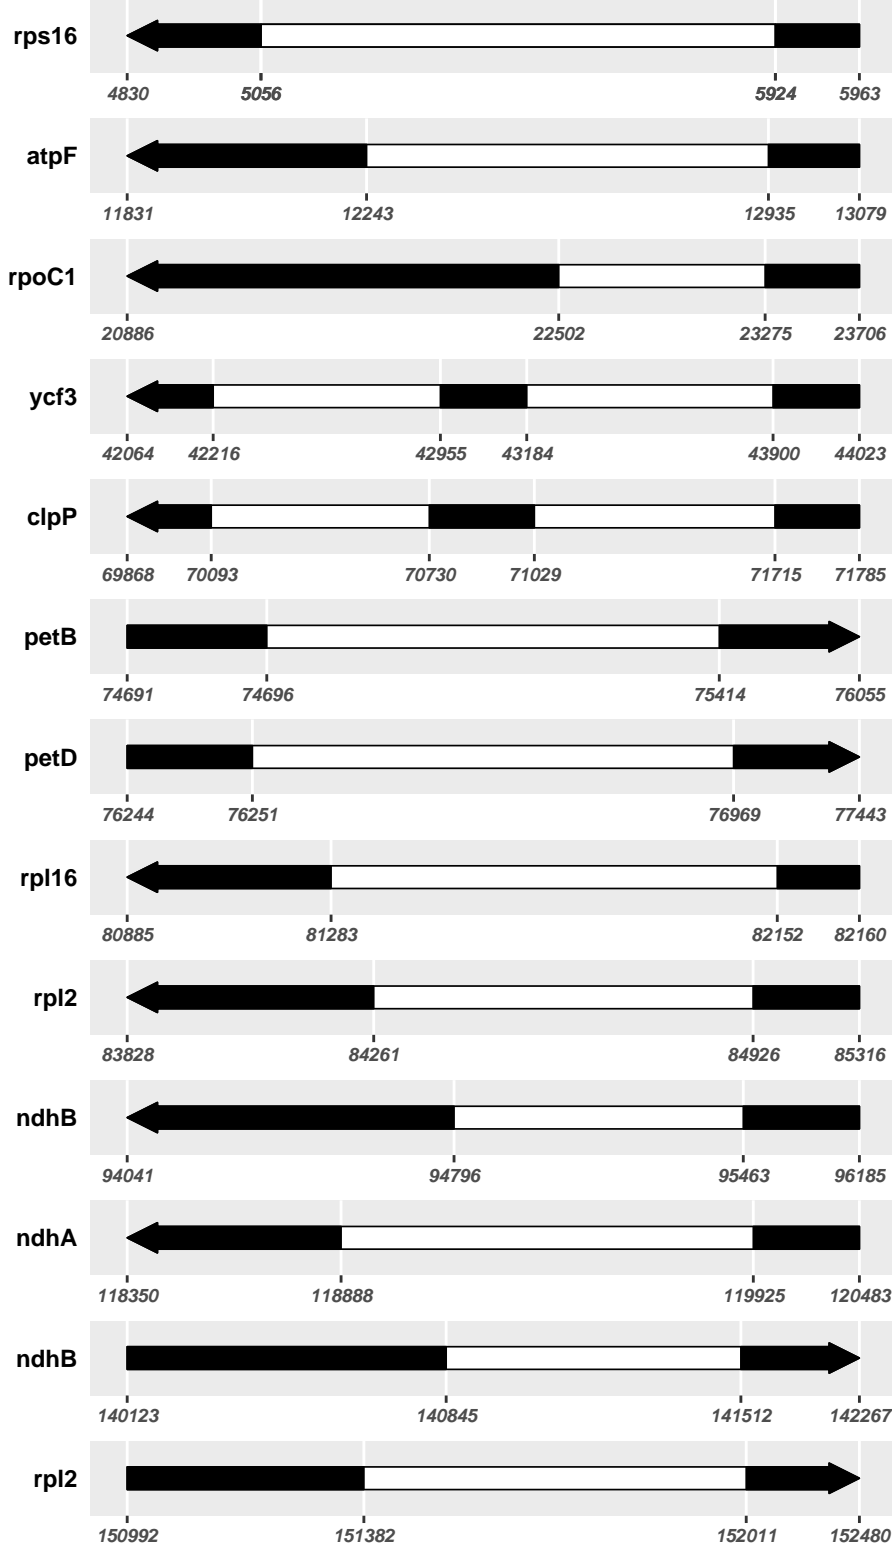 rps16
4830 5056 5924 5963
atpF
11831 12243 12935 13079
rpoC1
20886 22502 23275 23706
ycf3
42064 42216 42955 43184 43900 44023
clpP
69868 70093 70730 71029 71715 71785
petB
74691 74696 75414 76055
petD
76244 76251 76969 77443
rpl16
80885 81283 82152 82160
rpl2
83828 84261 84926 85316
ndhB
94041 94796 95463 96185
ndhA
118350 118888 119925 120483
ndhB
140123 140845 141512 142267
rpl2
150992 151382 152011 152480